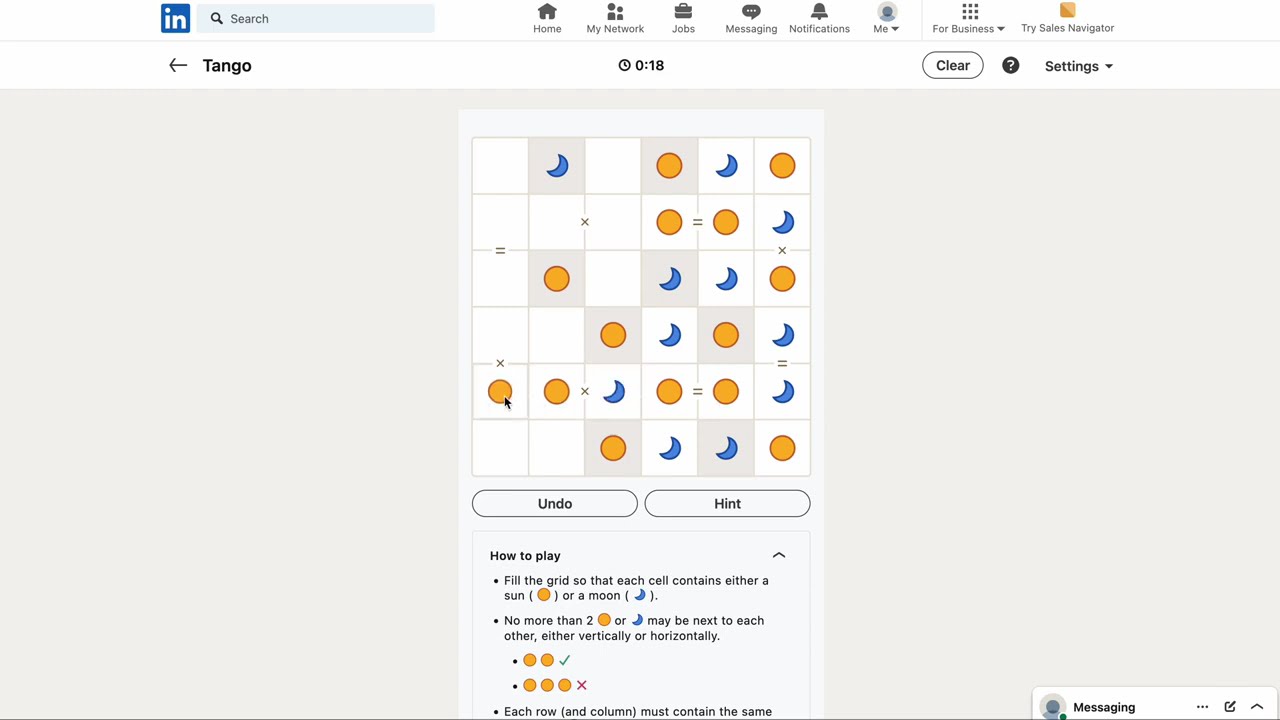 in
Search
Home
My Network
Jobs
Messaging
Notifications
Me
For Business
Try Sales Navigator
Tango
0:18
Clear
?
Settings
×
=
=
×
×
=
×
=
Undo
Hint
How to play
• Fill the grid so that each cell contains either a
sun ( ) or a moon ( ).
• No more than 2 or may be next to each
other, either vertically or horizontally.
•
•
• Each row (and column) must contain the same
Messaging